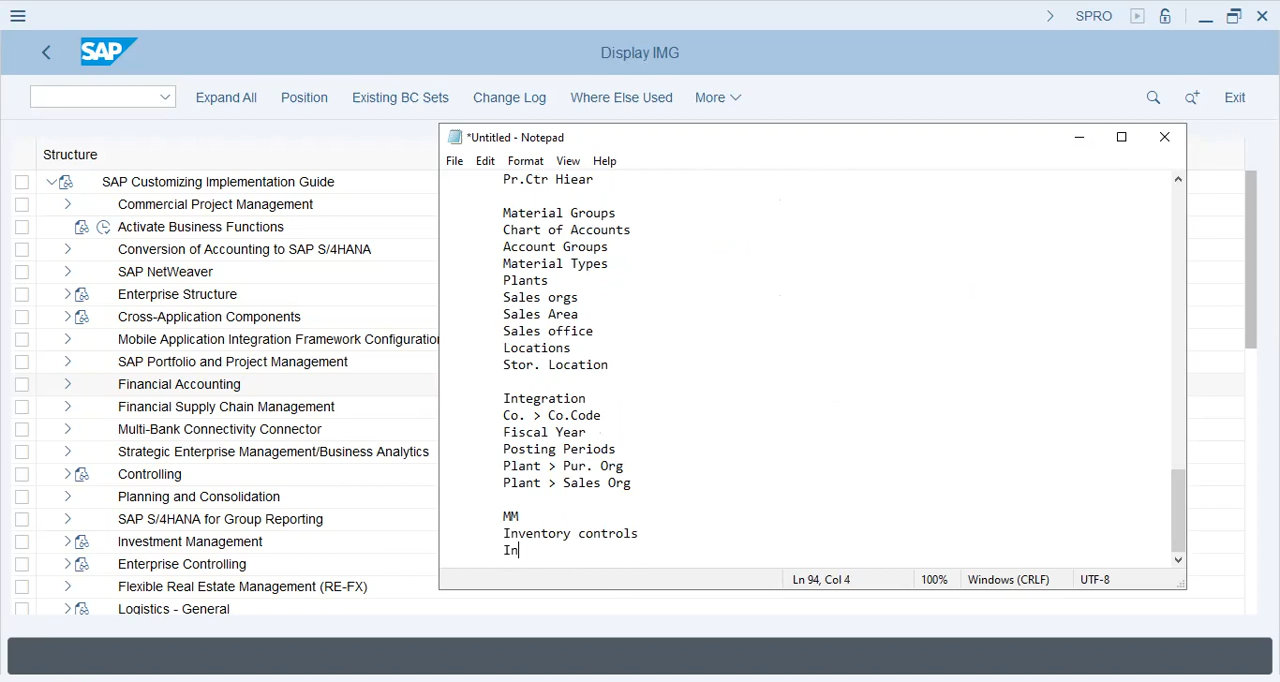 SPRO
SAP
Display IMG
Expand All
Position
Existing BC Sets
Change Log
Where Else Used
More
Exit
Structure
SAP Customizing Implementation Guide
Commercial Project Management
Activate Business Functions
Conversion of Accounting to SAP S/4HANA
SAP NetWeaver
Enterprise Structure
Cross-Application Components
Mobile Application Integration Framework Configuration
SAP Portfolio and Project Management
Financial Accounting
Financial Supply Chain Management
Multi-Bank Connectivity Connector
Strategic Enterprise Management/Business Analytics
Controlling
Planning and Consolidation
SAP S/4HANA for Group Reporting
Investment Management
Enterprise Controlling
Flexible Real Estate Management (RE-FX)
Logistics - General
*Untitled - Notepad
File Edit Format View Help
Pr.Ctr Hiear
Material Groups
Chart of Accounts
Account Groups
Material Types
Plants
Sales orgs
Sales Area
Sales office
Locations
Stor. Location
Integration
Co. > Co.Code
Fiscal Year
Posting Periods
Plant > Pur. Org
Plant > Sales Org
MM
Inventory controls
In
Ln 94, Col 4
100%
Windows (CRLF)
UTF-8